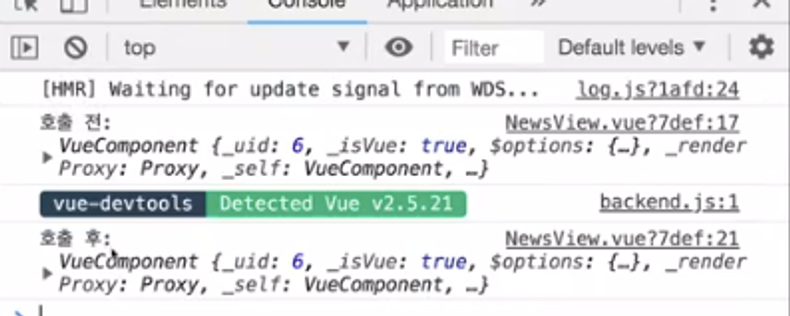 Elements Console Application »
top Filter Default levels
[HMR] Waiting for update signal from WDS... log.js?1afd:24
호출 전: NewsView.vue?7def:17
VueComponent {_uid: 6, _isVue: true, $options: {…}, _render
Proxy: Proxy, _self: VueComponent, …}
vue-devtools Detected Vue v2.5.21 backend.js:1
호출 후: NewsView.vue?7def:21
VueComponent {_uid: 6, _isVue: true, $options: {…}, _render
Proxy: Proxy, _self: VueComponent, …}